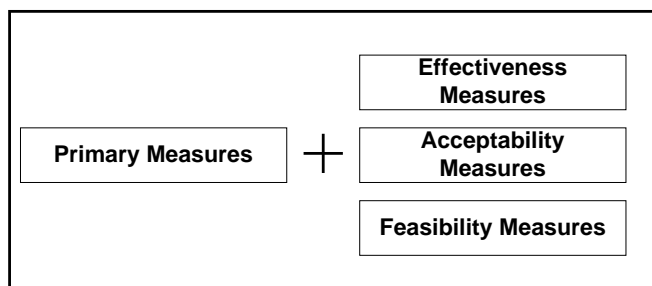 Primary Measures
Effectiveness
Measures
Acceptability
Measures
Feasibility Measures